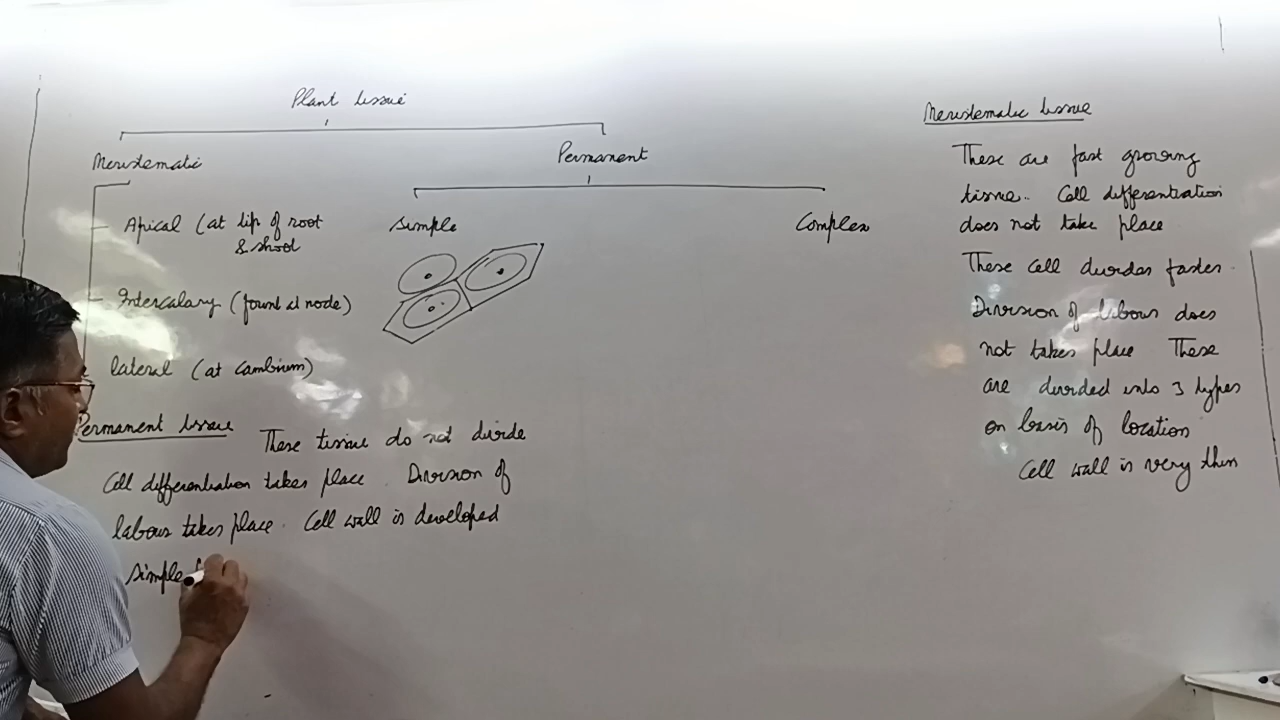 Plant tissue
Meristematic
Permanent
Apical (at tip of root
& shoot
Simple
Complex
Intercalary (found at node)
lateral (at cambium)
Permanent tissue
These tissue do not divide
Cell differentiation takes place Division of
labour takes place. Cell wall is developed
simple
Meristematic tissue
These are fast growing
tissue.. Cell differentiation
does not take place
These cell divides faster.
Division of labour does
not takes place These
are divided into 3 types
on basis of location
Cell wall is very thin